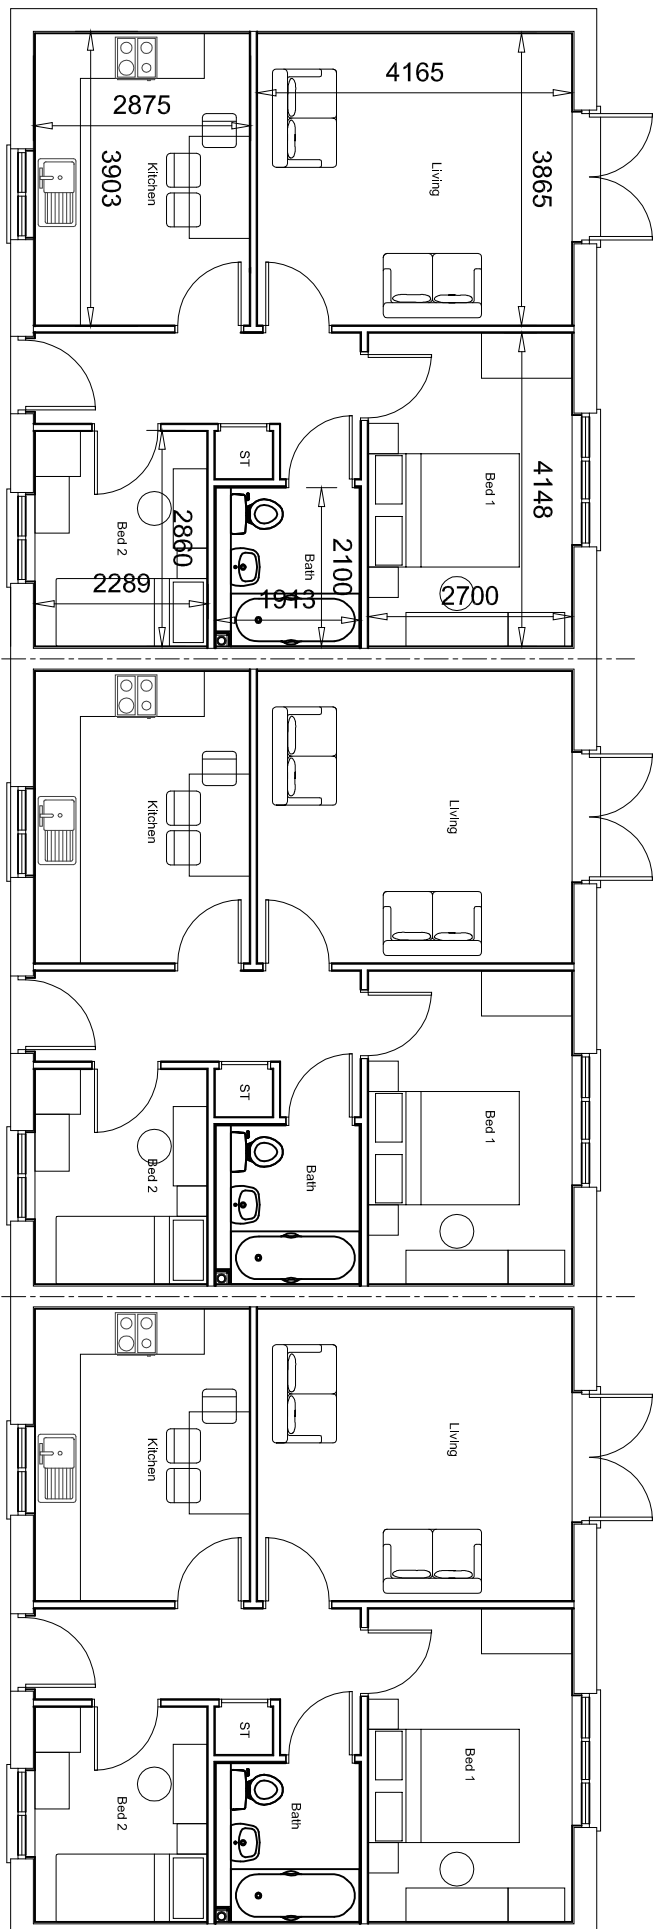 4165
2875
3903
Kitchen
Living
3865
ST
Bed 1
4148
Bed 2
2860
Bath
2100
2289
1913
2700
Kitchen
Living
ST
Bed 1
Bed 2
Bath
Kitchen
Living
ST
Bed 1
Bed 2
Bath